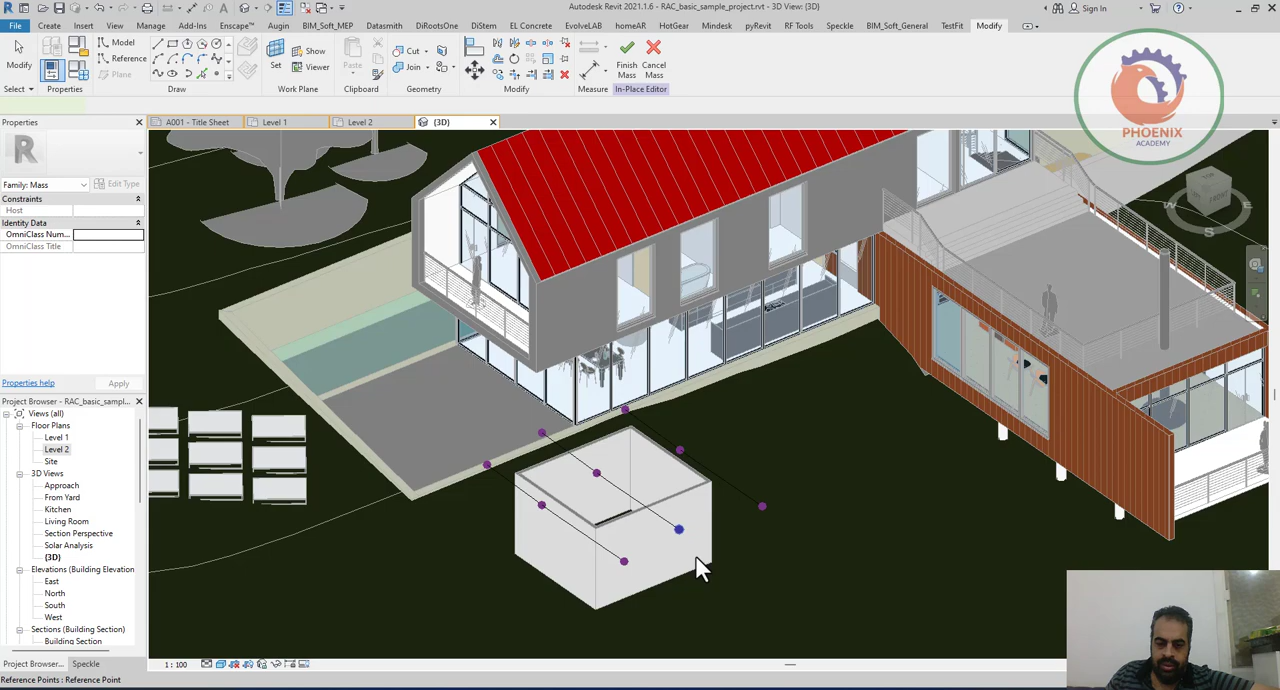 Autodesk Revit 2021.1.6 - RAC_basic_sample_project.rvt - 3D View: {3D}
Sign In
File Insert View Manage Add-Ins Enscape™ BIM_Soft_MEP Datasmith DiRootsOne DiStem EL Concrete EvolveLAB homeAR HotGear Mindesk pyRevit RF Tools Speckle BIM_Soft_General TestFit Modify
Modify
Model
Reference
Plane
Set
Show
Viewer
Paste
Cut
Join
Finish Mass
Cancel Mass
Select Properties Draw Work Plane Clipboard Geometry Modify Measure In-Place Editor
PHOENIX
ACADEMY
Properties
A001 - Title Sheet Level 1 Level 2 {3D}
R
Family: Mass Edit Type
Constraints
Host
Identity Data
OmniClass Num...
OmniClass Title
Properties help Apply
Project Browser - RAC_basic_sampl...
Views (all)
Floor Plans
Level 1
Level 2
Site
3D Views
Approach
From Yard
Kitchen
Living Room
Section Perspective
Solar Analysis
{3D}
Elevations (Building Elevation
East
North
South
West
Sections (Building Section)
Building Section
TOP
FRONT
W
E
S
Project Browser... Speckle
1 : 100
Reference Points : Reference Point